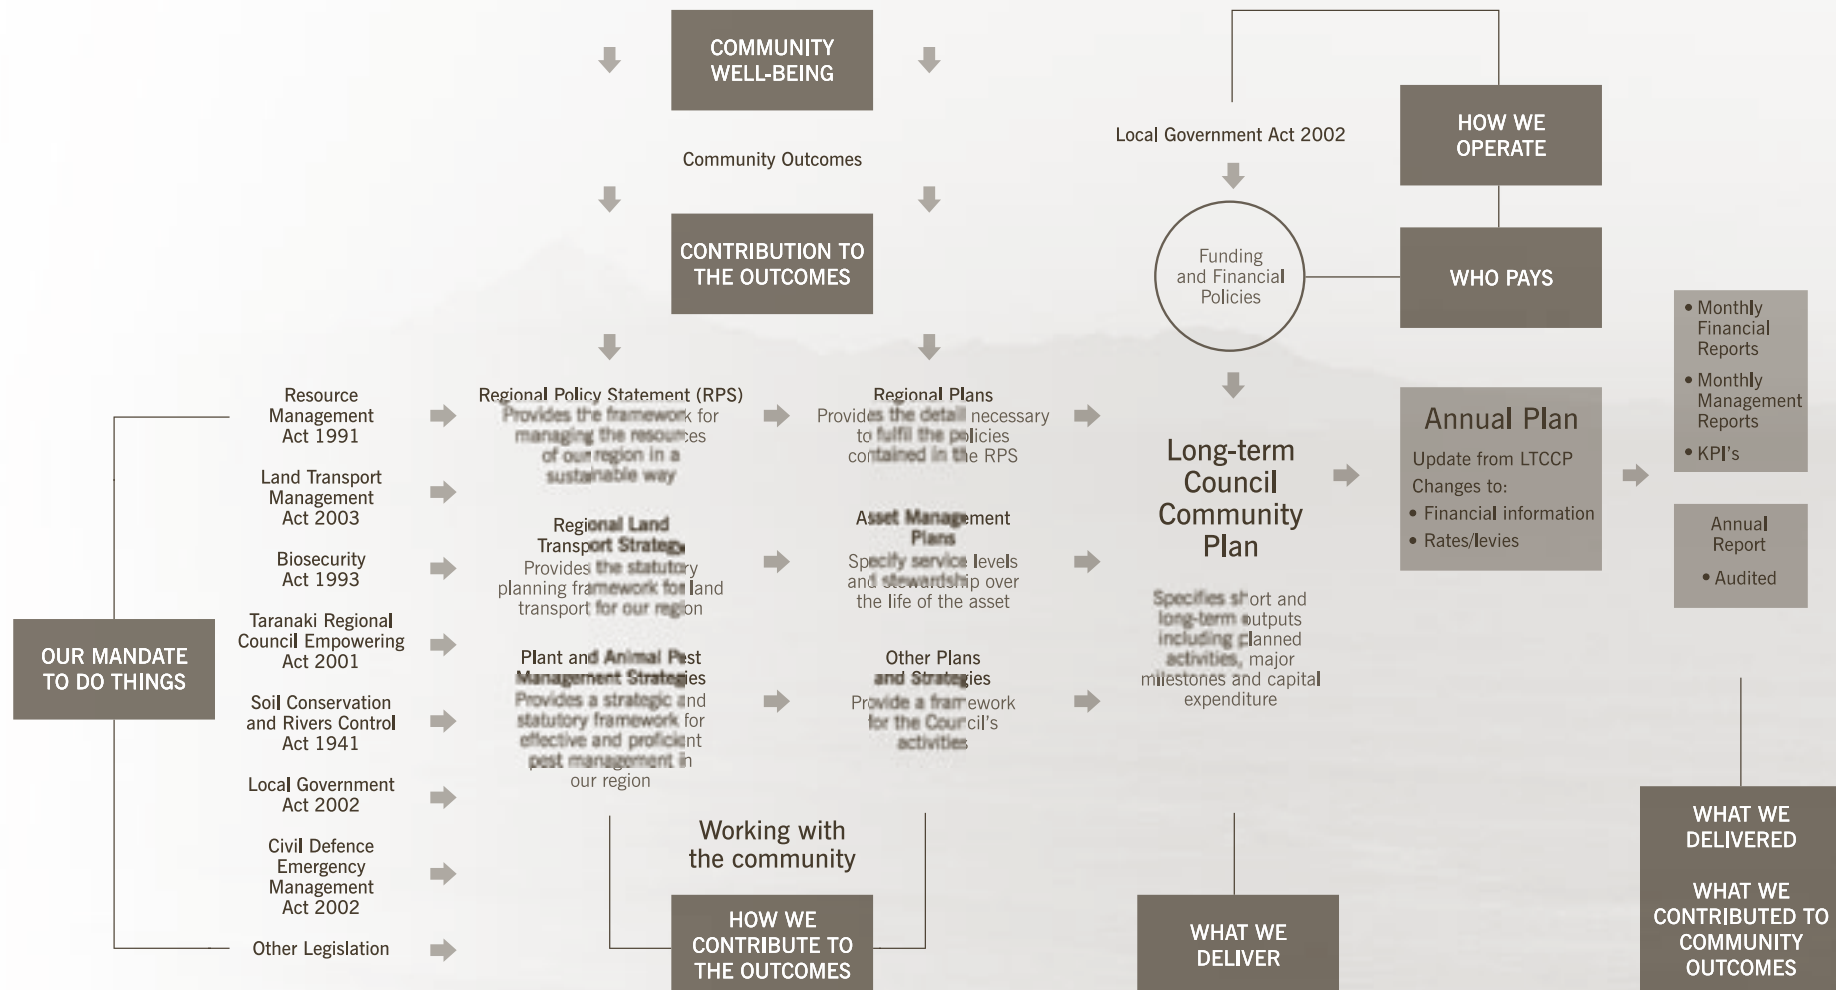 COMMUNITY
WELL-BEING
Community Outcomes
CONTRIBUTION TO
THE OUTCOMES
Local Government Act 2002
HOW WE
OPERATE
Funding
and Financial
Policies
WHO PAYS
OUR MANDATE
TO DO THINGS
Resource
Management
Act 1991
Land Transport
Management
Act 2003
Biosecurity
Act 1993
Taranaki Regional
Council Empowering
Act 2001
Soil Conservation
and Rivers Control
Act 1941
Local Government
Act 2002
Civil Defence
Emergency
Management
Act 2002
Other Legislation
Regional Policy Statement (RPS)
Provides the framework for
managing the resources
of our region in a
sustainable way
Regional Land
Transport Strategy
Provides the statutory
planning framework for land
transport for our region
Plant and Animal Pest
Management Strategies
Provides a strategic and
statutory framework for
effective and proficient
pest management in
our region
Regional Plans
Provides the detail necessary
to fulfil the policies
contained in the RPS
Asset Management
Plans
Specify service levels
and stewardship over
the life of the asset
Other Plans
and Strategies
Provide a framework
for the Council's
activities
Working with
the community
HOW WE
CONTRIBUTE TO
THE OUTCOMES
Long-term
Council
Community
Plan
Specifies short and
long-term outputs
including planned
activities, major
milestones and capital
expenditure
WHAT WE
DELIVER
Annual Plan
Update from LTCCP
Changes to:
• Financial information
• Rates/levies
• Monthly
Financial
Reports
• Monthly
Management
Reports
• KPI's
Annual
Report
• Audited
WHAT WE
DELIVERED
WHAT WE
CONTRIBUTED TO
COMMUNITY
OUTCOMES